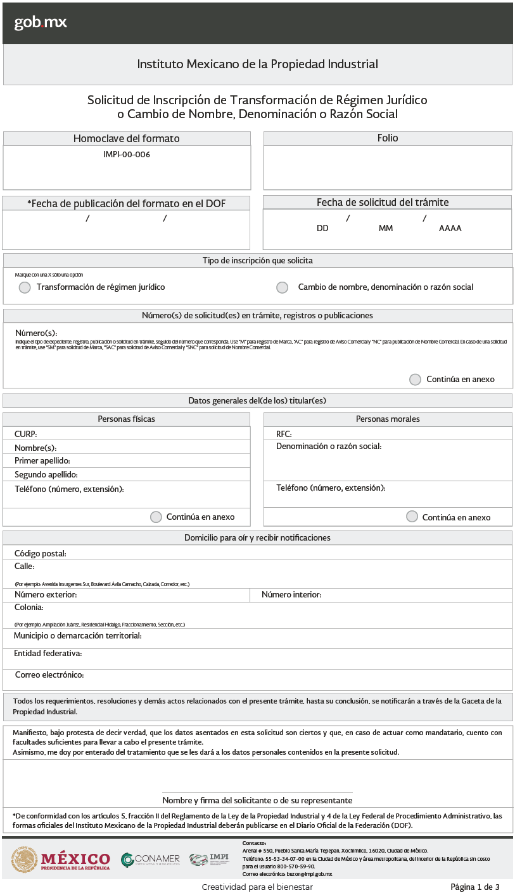 gob.mx
Instituto Mexicano de la Propiedad Industrial
Solicitud de Inscripción de Transformación de Régimen Jurídico
o Cambio de Nombre, Denominación o Razón Social
Homoclave del formato
IMPI-00-006
Folio
*Fecha de publicación del formato en el DOF
/ /
Fecha de solicitud del trámite
/ /
DD MM AAAA
Tipo de inscripción que solicita
Marque con una X sólo una opción
Transformación de régimen jurídico
Cambio de nombre, denominación o razón social
Número(s) de solicitud(es) en trámite, registros o publicaciones
Número(s):
Indique el tipo de expediente: registro, publicación o solicitud en trámite, seguido del número que corresponda. Use "M" para registro de Marca, "AC" para registro de Aviso Comercial y "NC" para publicación de Nombre Comercial. En caso de una solicitud
en trámite, use "SM" para solicitud de Marca, "SAC" para solicitud de Aviso Comercial y "SNC" para solicitud de Nombre Comercial.
Continúa en anexo
Datos generales del(de los) titular(es)
Personas físicas
CURP:
Nombre(s):
Primer apellido:
Segundo apellido:
Teléfono (número, extensión):
Continúa en anexo
Personas morales
RFC:
Denominación o razón social:
Teléfono (número, extensión):
Continúa en anexo
Domicilio para oír y recibir notificaciones
Código postal:
Calle:
(Por ejemplo: Avenida Insurgentes Sur, Boulevard Ávila Camacho, Calzada, Corredor, etc.)
Número exterior:
Número interior:
Colonia:
(Por ejemplo: Ampliación Juárez, Residencial Hidalgo, Fraccionamiento, Sección, etc.)
Municipio o demarcación territorial:
Entidad federativa:
Correo electrónico:
Todos los requerimientos, resoluciones y demás actos relacionados con el presente trámite, hasta su conclusión, se notificarán a través de la Gaceta de la
Propiedad Industrial.
Manifiesto, bajo protesta de decir verdad, que los datos asentados en esta solicitud son ciertos y que, en caso de actuar como mandatario, cuento con
facultades suficientes para llevar a cabo el presente trámite.
Asimismo, me doy por enterado del tratamiento que se les dará a los datos personales contenidos en la presente solicitud.
Nombre y firma del solicitante o de su representante
*De conformidad con los artículos 5, fracción II del Reglamento de la Ley de la Propiedad Industrial y 4 de la Ley Federal de Procedimiento Administrativo, las
formas oficiales del Instituto Mexicano de la Propiedad Industrial deberán publicarse en el Diario Oficial de la Federación (DOF).
MÉXICO
PRESIDENCIA DE LA REPÚBLICA
CONAMER
IMPI
Contacto:
Arenal # 550, Pueblo Santa María Tepepan, Xochimilco, 16020, Ciudad de México.
Teléfono: 55-53-34-07-00 en la Ciudad de México y área metropolitana, del interior de la República sin costo
para el usuario 800-570-59-90.
Correo electrónico: buzon@impi.gob.mx.
Creatividad para el bienestar
Página 1 de 3